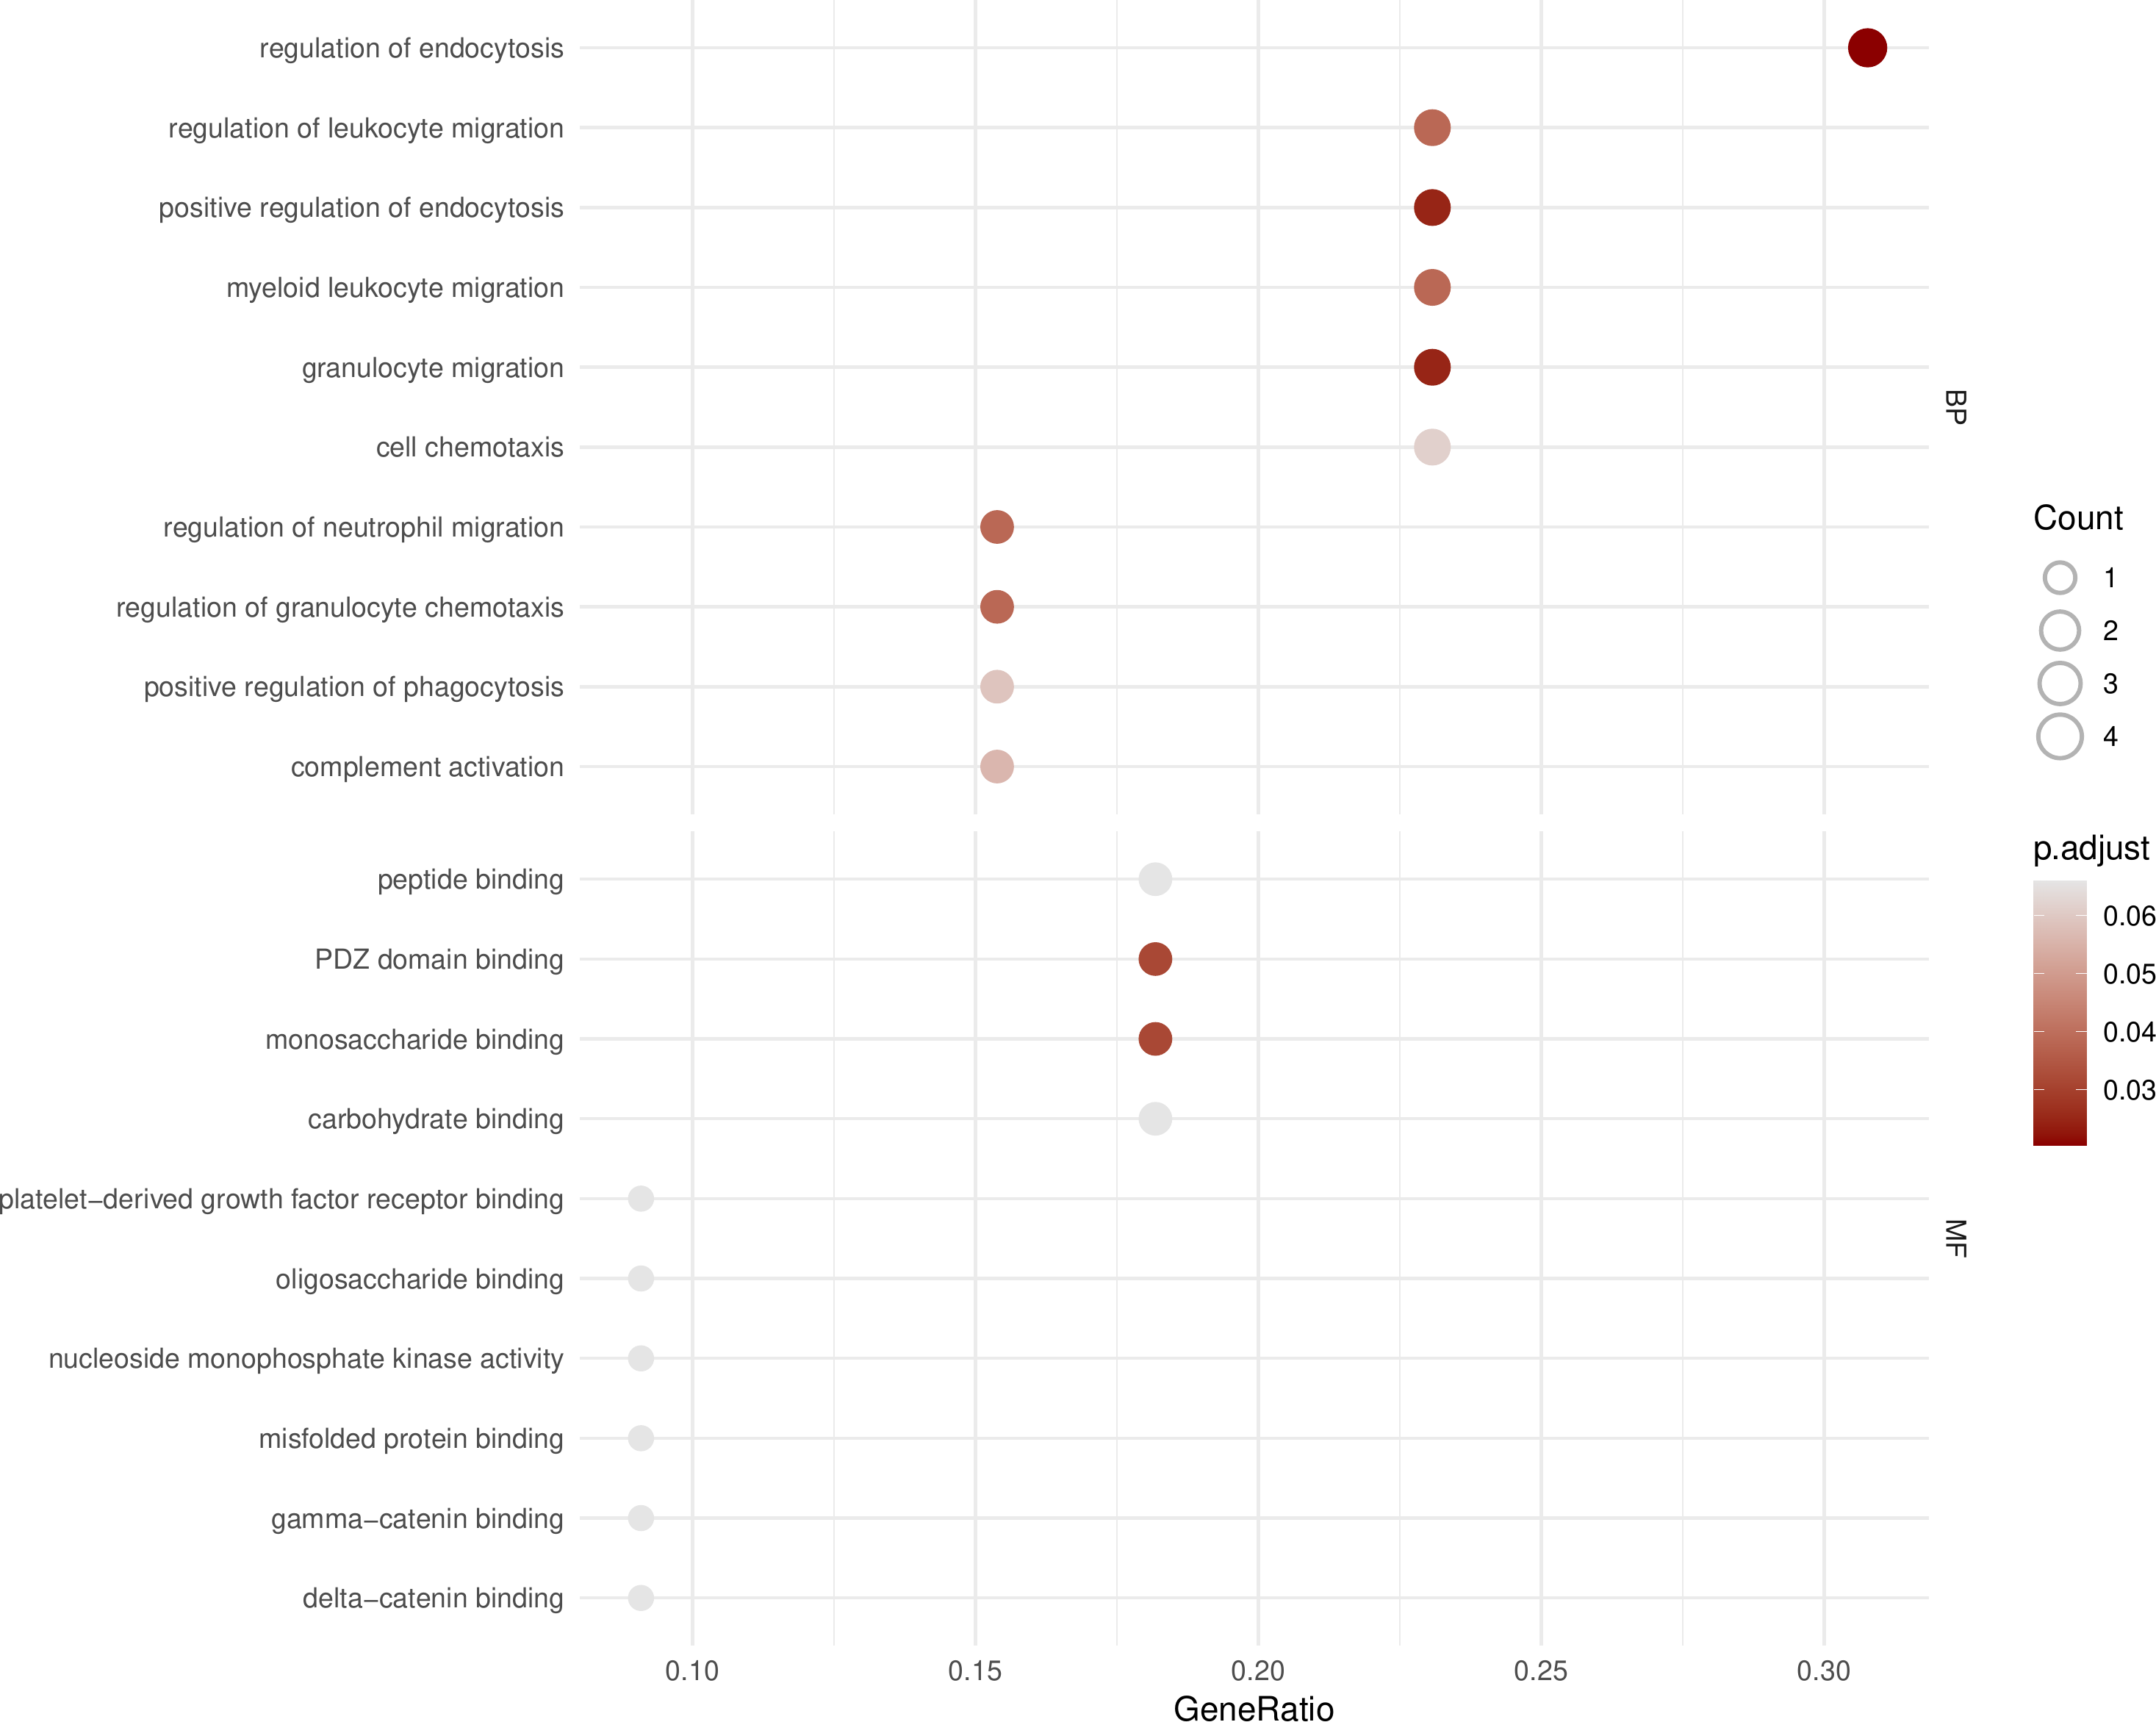 regulation of endocytosis
regulation of leukocyte migration
positive regulation of endocytosis
myeloid leukocyte migration
granulocyte migration
cell chemotaxis
regulation of neutrophil migration
regulation of granulocyte chemotaxis
positive regulation of phagocytosis
complement activation
BP
peptide binding
PDZ domain binding
monosaccharide binding
carbohydrate binding
platelet−derived growth factor receptor binding
oligosaccharide binding
nucleoside monophosphate kinase activity
misfolded protein binding
gamma−catenin binding
delta−catenin binding
MF
0.10 0.15 0.20 0.25 0.30
GeneRatio
Count
1
2
3
4
p.adjust
0.06
0.05
0.04
0.03